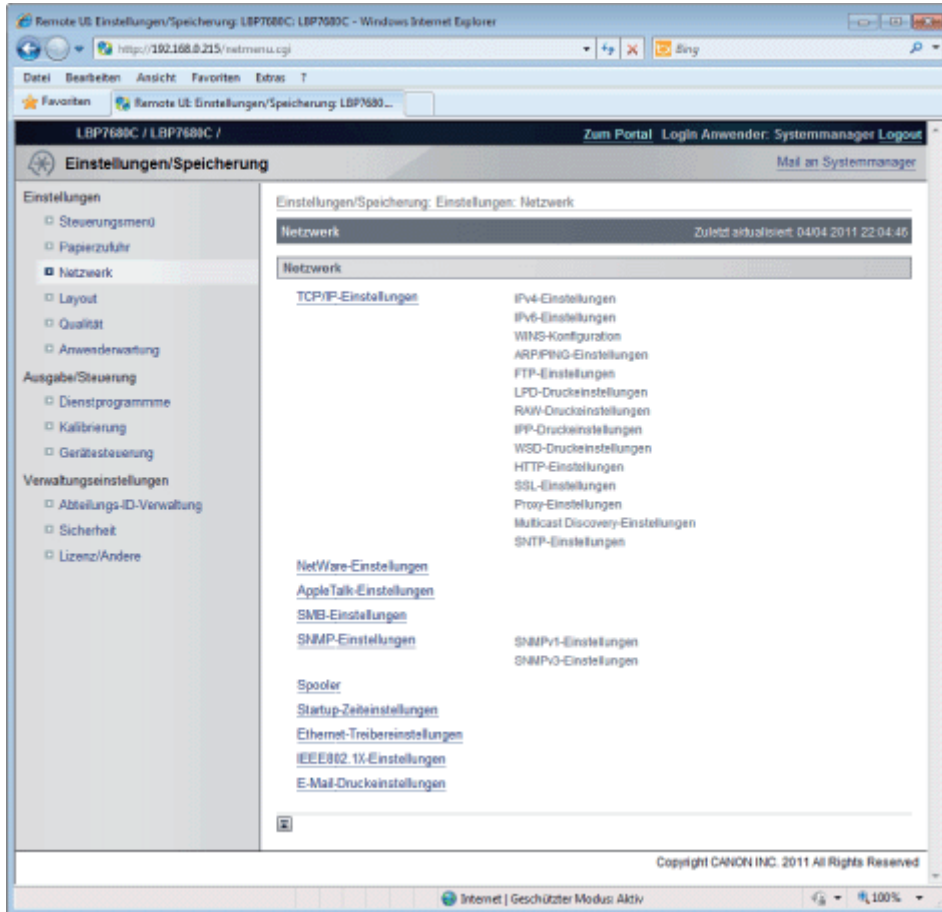 Remote UI: Einstellungen/Speicherung: LBP7680C: LBP7680C - Windows Internet Explorer
http://192.168.0.215/netmenu.cgi
Bing
Datei Bearbeiten Ansicht Favoriten Extras ?
Favoriten Remote UI: Einstellungen/Speicherung: LBP7680...
LBP7680C / LBP7680C /
Zum Portal Login Anwender: Systemmanager Logout
Einstellungen/Speicherung
Mail an Systemmanager
Einstellungen
Steuerungsmenü
Papierzufuhr
Netzwerk
Layout
Qualität
Anwenderwartung
Ausgabe/Steuerung
Dienstprogrammme
Kalibrierung
Gerätesteuerung
Verwaltungseinstellungen
Abteilungs-ID-Verwaltung
Sicherheit
Lizenz/Andere
Einstellungen/Speicherung: Einstellungen: Netzwerk
Netzwerk Zuletzt aktualisiert: 04/04 2011 22:04:46
Netzwerk
TCP/IP-Einstellungen
IPv4-Einstellungen
IPv6-Einstellungen
WINS-Konfiguration
ARP/PING-Einstellungen
FTP-Einstellungen
LPD-Druckeinstellungen
RAW-Druckeinstellungen
IPP-Druckeinstellungen
WSD-Druckeinstellungen
HTTP-Einstellungen
SSL-Einstellungen
Proxy-Einstellungen
Multicast Discovery-Einstellungen
SNTP-Einstellungen
NetWare-Einstellungen
AppleTalk-Einstellungen
SMB-Einstellungen
SNMP-Einstellungen
SNMPv1-Einstellungen
SNMPv3-Einstellungen
Spooler
Startup-Zeiteinstellungen
Ethernet-Treibereinstellungen
IEEE802.1X-Einstellungen
E-Mail-Druckeinstellungen
Copyright CANON INC. 2011 All Rights Reserved
Internet | Geschützter Modus: Aktiv
100%